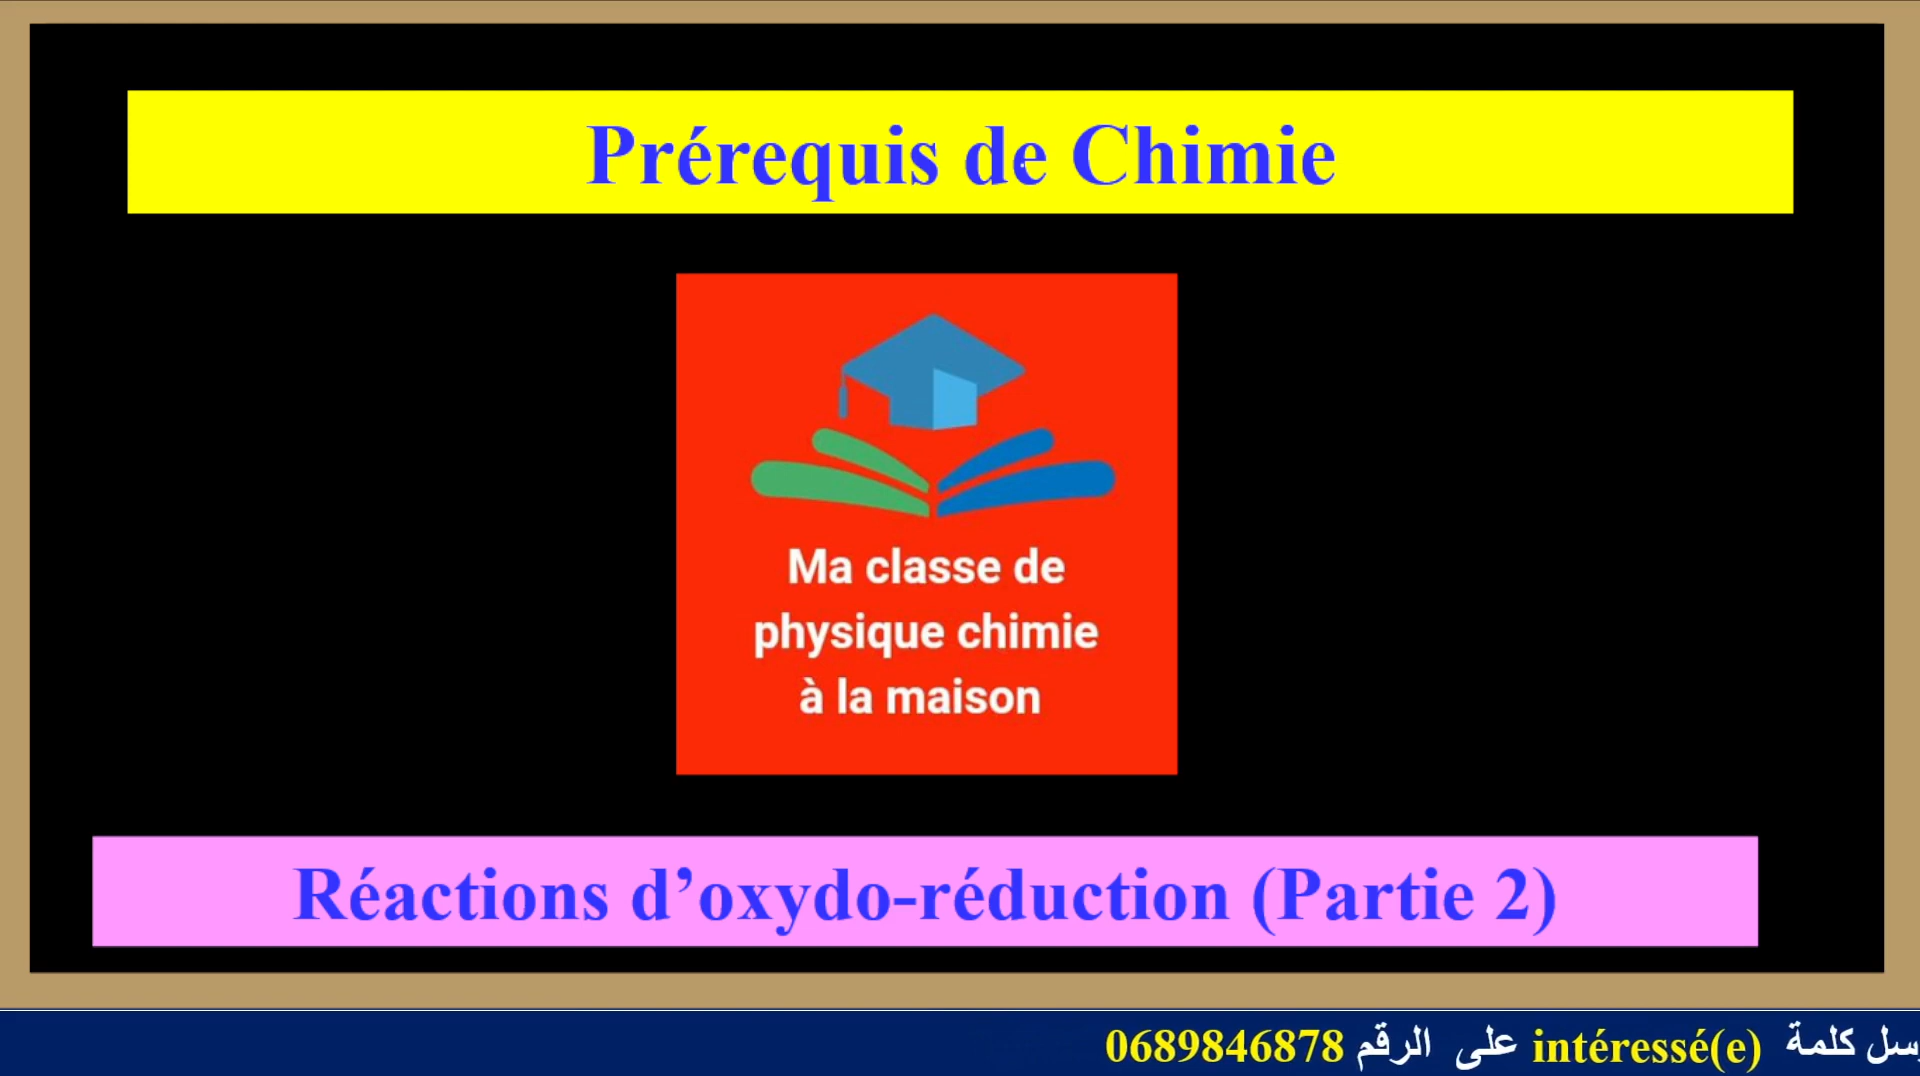 Prérequis de Chimie
Ma classe de
physique chimie
à la maison
Réactions d’oxydo-réduction (Partie 2)
كلمة intéressé(e) على الرقم 0689846878